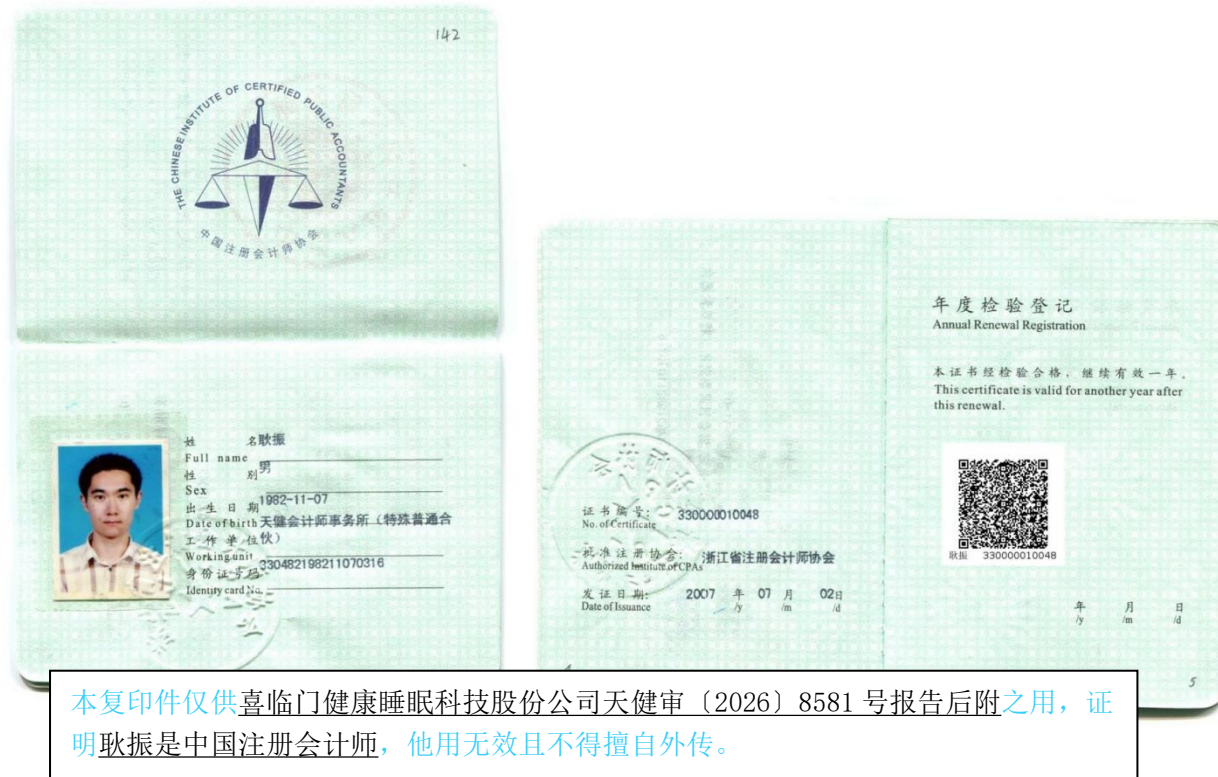 142
THE CHINESE INSTITUTE OF CERTIFIED PUBLIC ACCOUNTANTS
中国注册会计师协会
姓 名 耿振
Full name
性 别 男
Sex
出生日期 1982-11-07
Date of birth
工作单位 天健会计师事务所（特殊普通合
伙）
Working unit
身份证号码 330482198211070316
Identity card No.
证书编号: 330000010048
No. of Certificate
批准注册协会: 浙江省注册会计师协会
Authorized Institute of CPAs
发证日期: 2007 年 07 月 02日
Date of Issuance /y /m /d
年度检验登记
Annual Renewal Registration
本证书经检验合格，继续有效一年。
This certificate is valid for another year after
this renewal.
耿振 330000010048
年 月 日
/y /m /d
5
本复印件仅供喜临门健康睡眠科技股份公司天健审〔2026〕8581号报告后附之用，证
明耿振是中国注册会计师，他用无效且不得擅自外传。